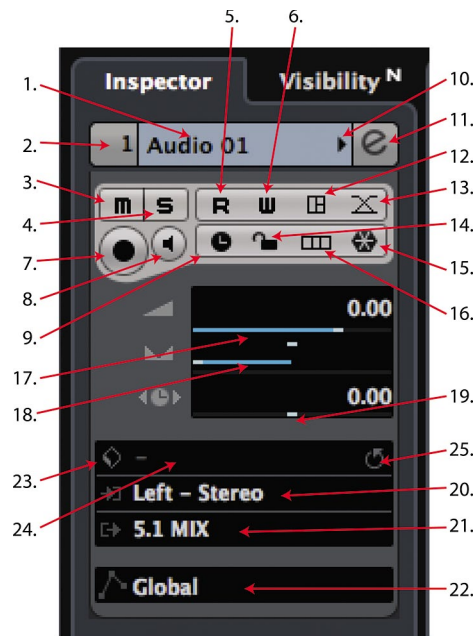 5.
6.
Inspector
Visibility N
1.
10.
2.
1
Audio 01
e
11.
12.
3.
m
S
R
W
13.
4.
14.
7.
8.
15.
9.
16.
0.00
17.
18.
0.00
19.
23.
–
25.
Left – Stereo
20.
24.
5.1 MIX
21.
Global
22.